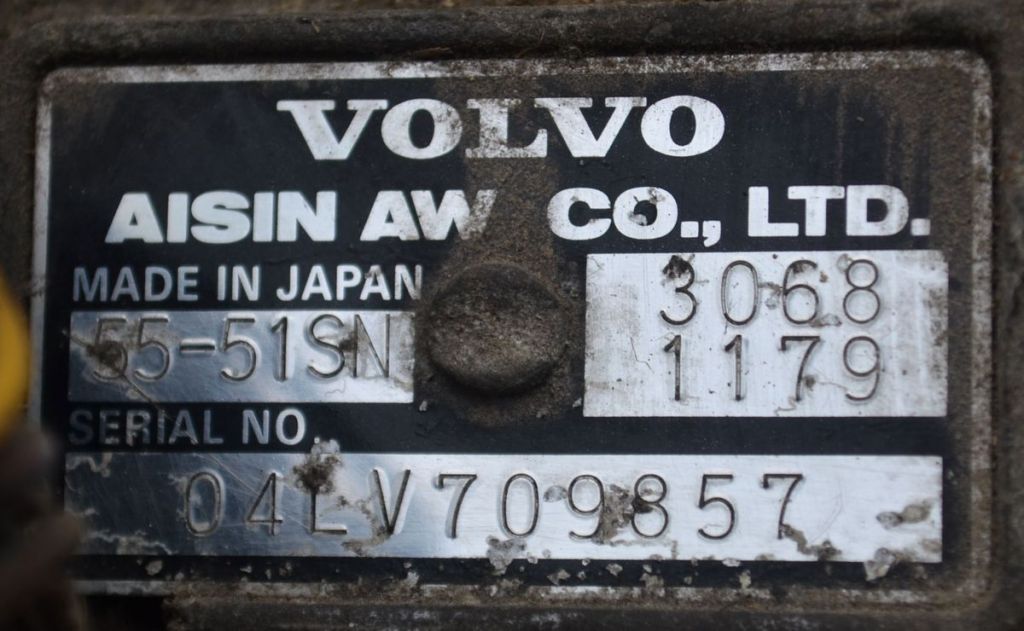 VOLVO
AISIN AW CO., LTD.
MADE IN JAPAN
55-51SN
3068
1179
SERIAL NO.
04LV709857